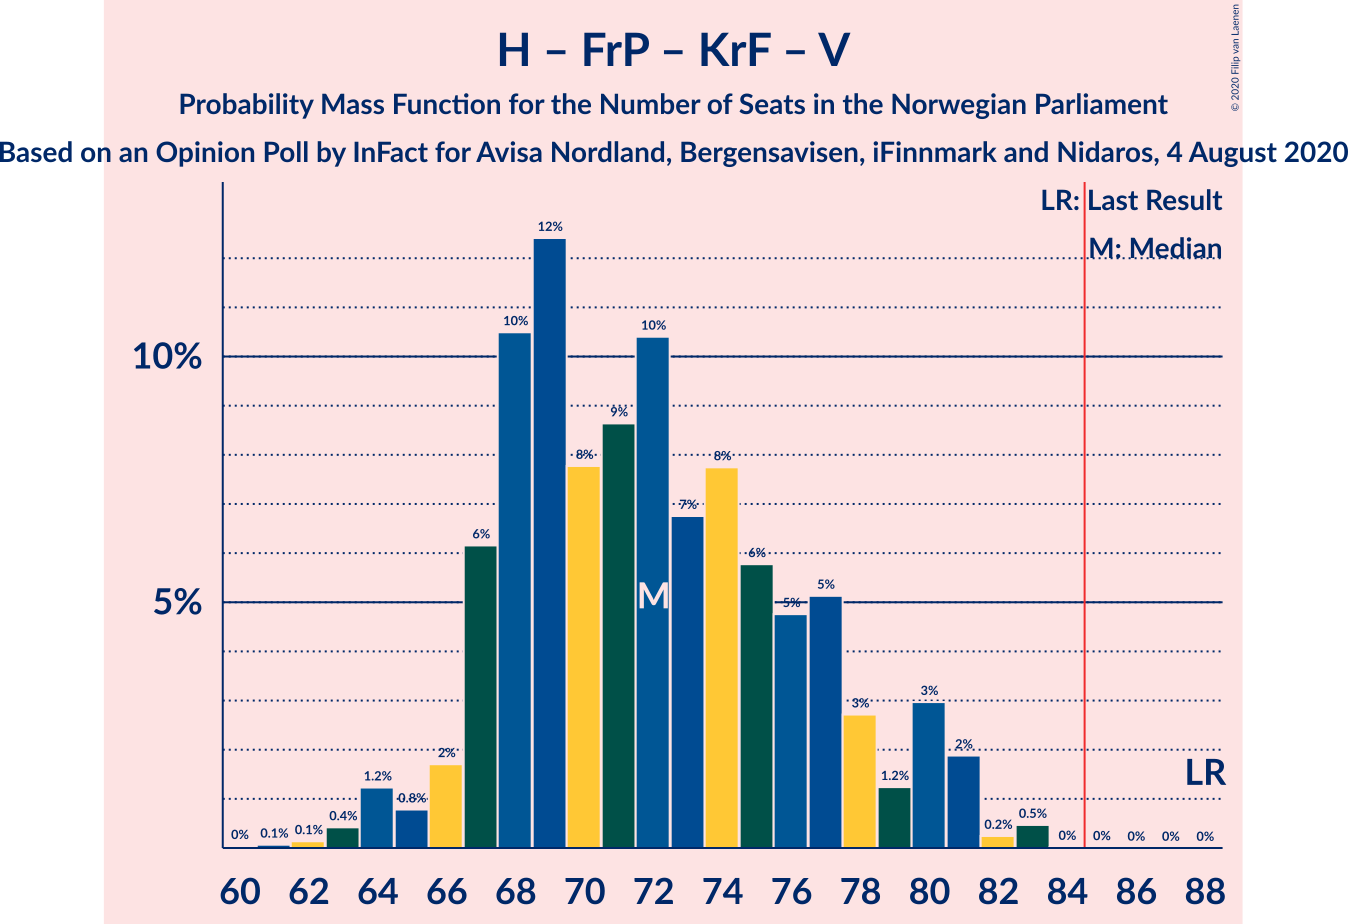 H – FrP – KrF – V
© 2020 Filip van Laenen
Probability Mass Function for the Number of Seats in the Norwegian Parliament
Based on an Opinion Poll by InFact for Avisa Nordland, Bergensavisen, iFinnmark and Nidaros, 4 August 2020
LR: Last Result
M: Median
10%
5%
0% 0.1% 0.1% 0.4% 1.2% 0.8% 2% 6% 10% 12% 8% 9% 10% 7% 8% 6% 5% 5% 3% 1.2% 3% 2% 0.2% 0.5% 0% 0% 0% 0% 0%
M
LR
60 62 64 66 68 70 72 74 76 78 80 82 84 86 88